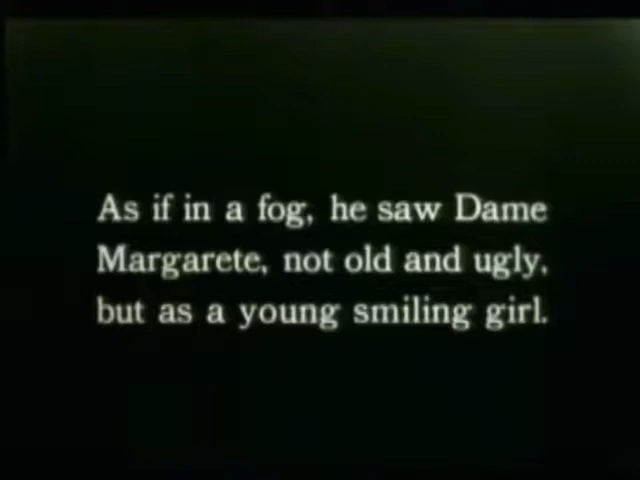 As if in a fog, he saw Dame
Margarete, not old and ugly,
but as a young smiling girl.